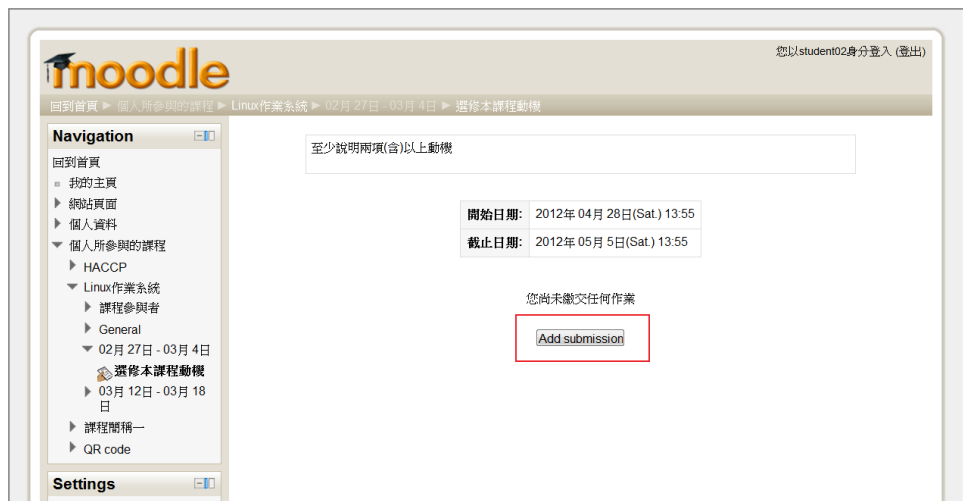 moodle
您以student02身分登入 (登出)
回到首頁 ► 個人所參與的課程 ► Linux作業系統 ► 02月 27日 - 03月 4日 ► 選修本課程動機
Navigation
回到首頁
我的主頁
網站頁面
個人資料
個人所參與的課程
HACCP
Linux作業系統
課程參與者
General
02月 27日 - 03月 4日
選修本課程動機
03月 12日 - 03月 18
日
課程簡稱一
QR code
Settings
至少說明兩項(含)以上動機
開始日期: 2012年 04月 28日(Sat.) 13:55
截止日期: 2012年 05月 5日(Sat.) 13:55
您尚未繳交任何作業
Add submission